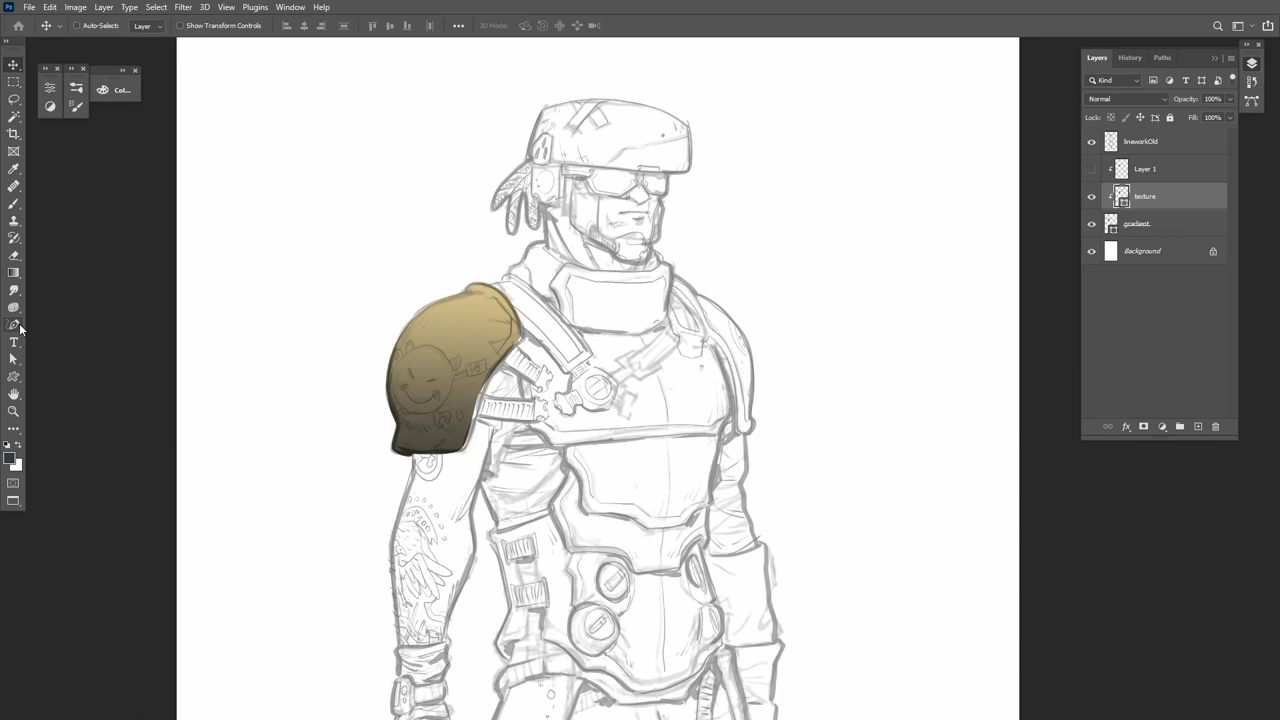 Ps File Edit Image Layer Type Select Filter 3D View Plugins Window Help
Auto-Select: Layer Show Transform Controls 3D Mode:
Col...
Layers History Paths
Kind
Normal Opacity: 100%
Lock: Fill: 100%
lineworkOld
Layer 1
texture
gradient
Background